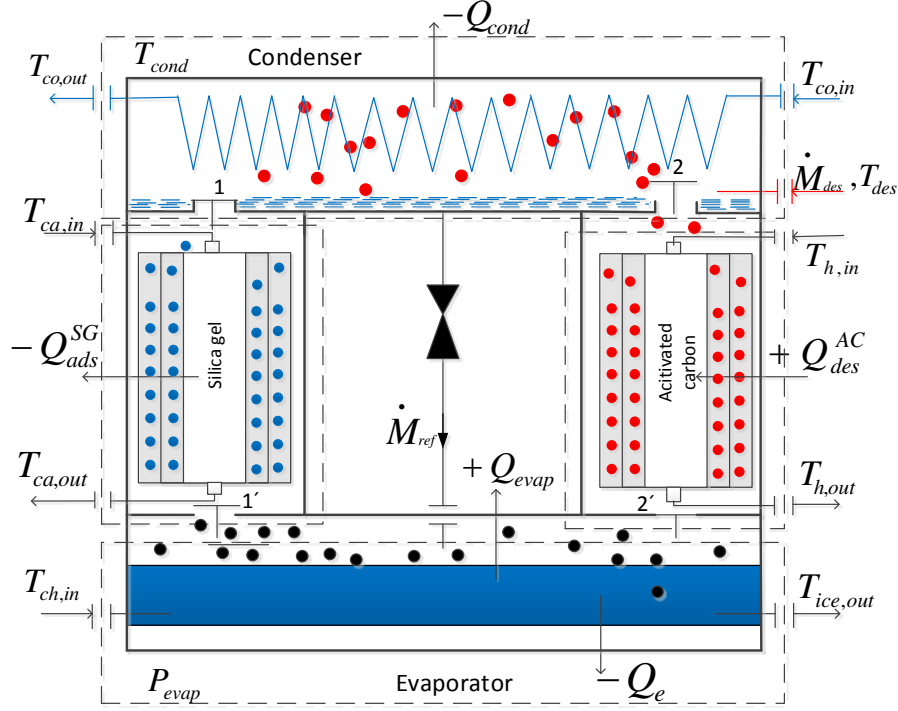 −Q_cond
T_cond
Condenser
T_co,out
T_co,in
1
2
Ṁ_des , T_des
T_ca,in
T_h,in
−Q_ads^SG
Silica gel
Acitivated
carbon
+Q_des^AC
Ṁ_ref
+Q_evap
T_ca,out
1′
2′
T_h,out
T_ch,in
T_ice,out
P_evap
Evaporator
−Q_e